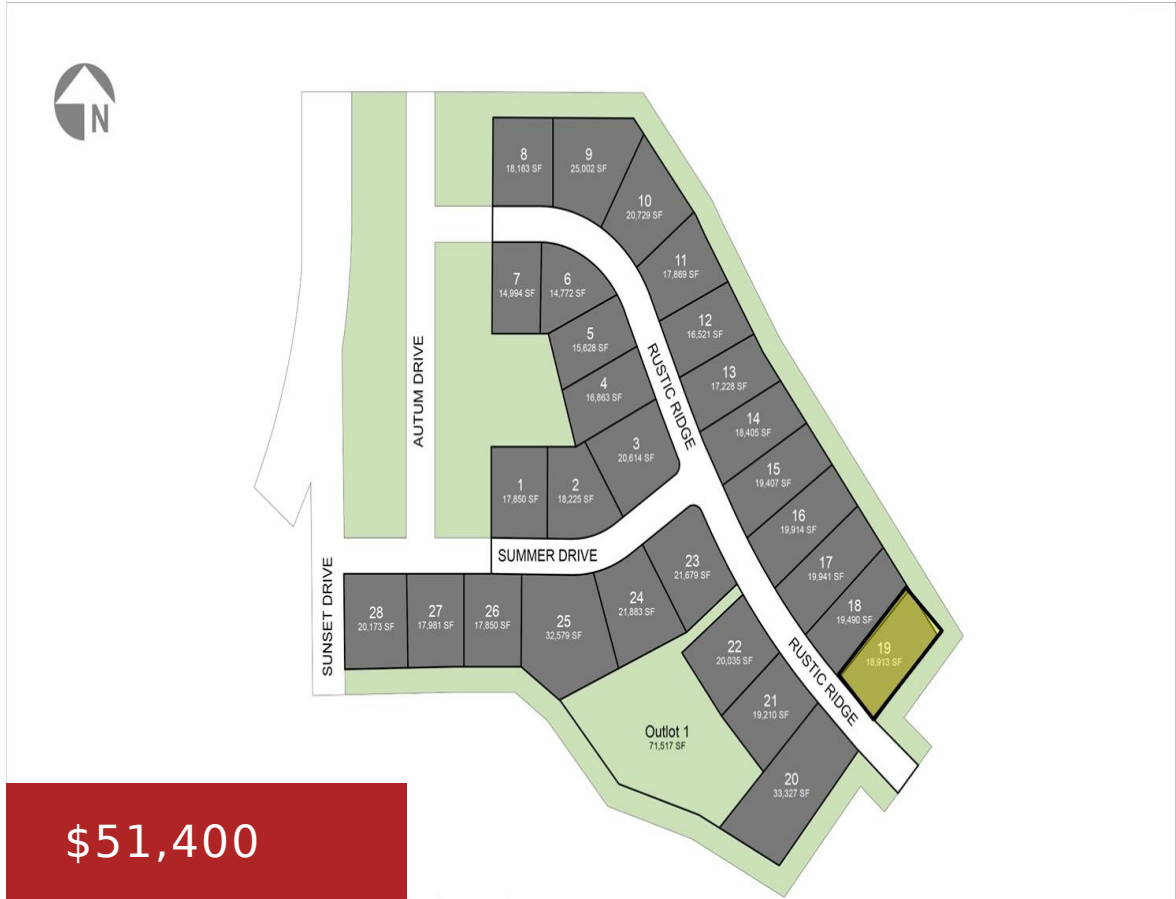 N
8
18,163 SF
9
25,002 SF
10
20,729 SF
7
14,994 SF
6
14,772 SF
11
17,869 SF
5
15,628 SF
12
16,521 SF
4
16,863 SF
13
17,228 SF
AUTUM DRIVE
RUSTIC RIDGE
14
18,405 SF
3
20,614 SF
15
19,407 SF
1
17,850 SF
2
18,225 SF
16
19,914 SF
SUMMER DRIVE
17
19,941 SF
23
21,679 SF
SUNSET DRIVE
28
20,173 SF
27
17,981 SF
26
17,850 SF
25
32,579 SF
24
21,883 SF
18
19,490 SF
22
20,035 SF
RUSTIC RIDGE
19
18,913 SF
21
19,210 SF
Outlot 1
71,517 SF
20
33,327 SF
$51,400